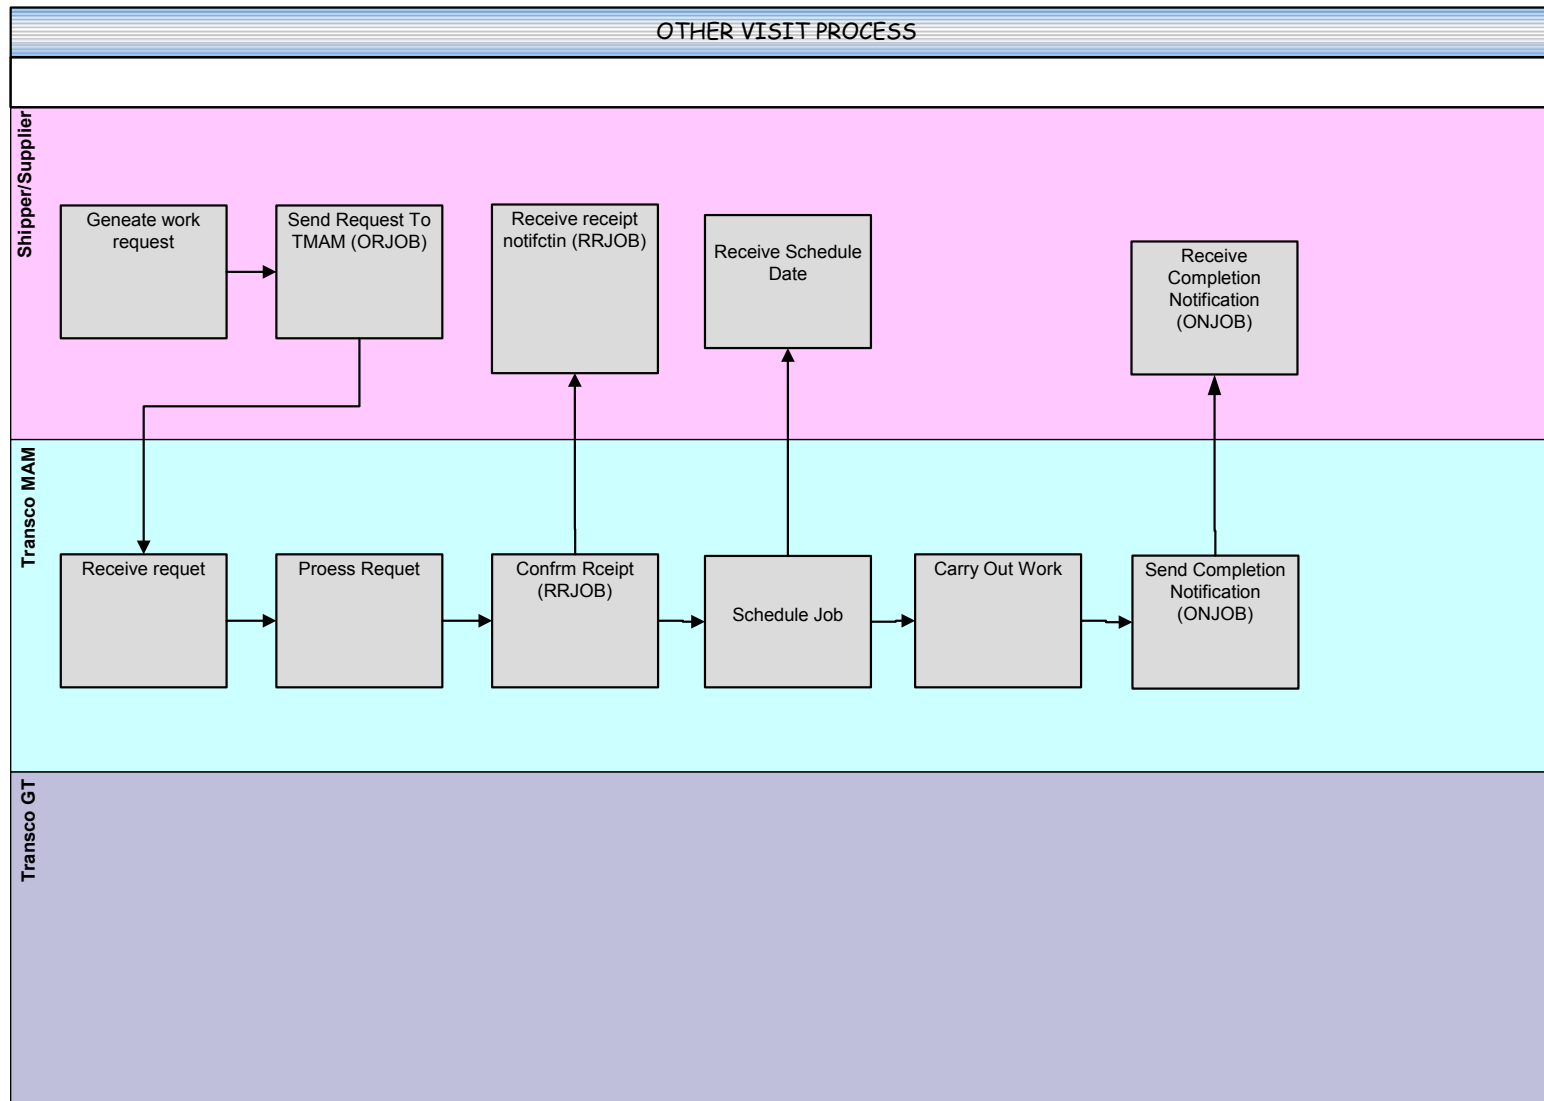 OTHER VISIT PROCESS
Shipper/Supplier
Geneate work
request
Send Request To
TMAM (ORJOB)
Receive receipt
notifctin (RRJOB)
Receive Schedule
Date
Receive
Completion
Notification
(ONJOB)
Transco MAM
Receive requet
Proess Requet
Confrm Rceipt
(RRJOB)
Schedule Job
Carry Out Work
Send Completion
Notification
(ONJOB)
Transco GT